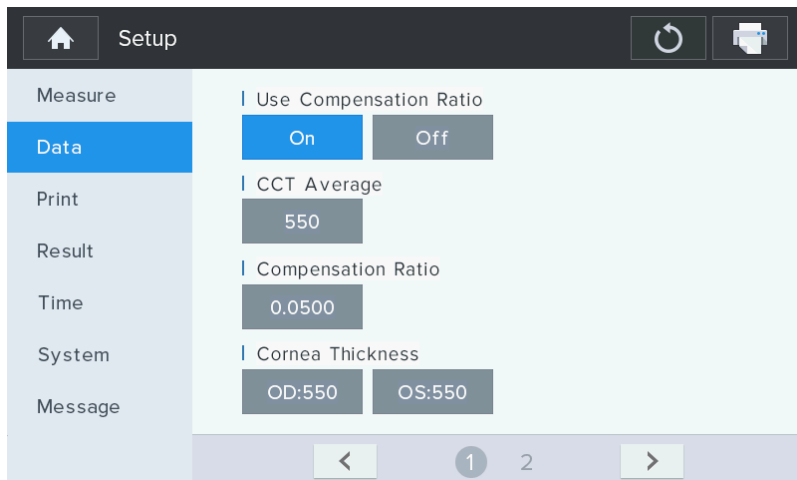 Setup
Measure
Data
Print
Result
Time
System
Message
Use Compensation Ratio
On Off
CCT Average
550
Compensation Ratio
0.0500
Cornea Thickness
OD:550 OS:550
< 1 2 >